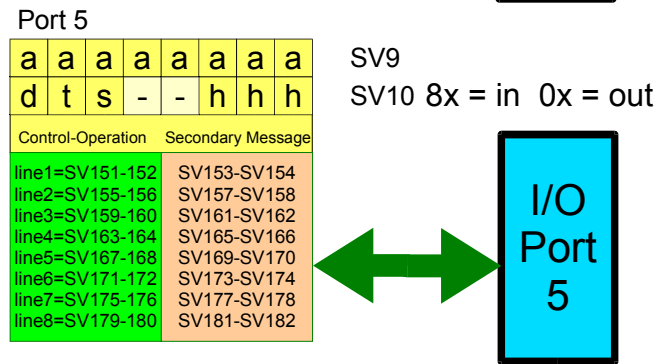 Port 5
a a a a a a a a SV9
d t s - - h h h SV10 8x = in 0x = out
Control-Operation Secondary Message
line1=SV151-152 SV153-SV154
line2=SV155-156 SV157-SV158
line3=SV159-160 SV161-SV162
line4=SV163-164 SV165-SV166
line5=SV167-168 SV169-SV170
line6=SV171-172 SV173-SV174
line7=SV175-176 SV177-SV178
line8=SV179-180 SV181-SV182
I/O
Port
5